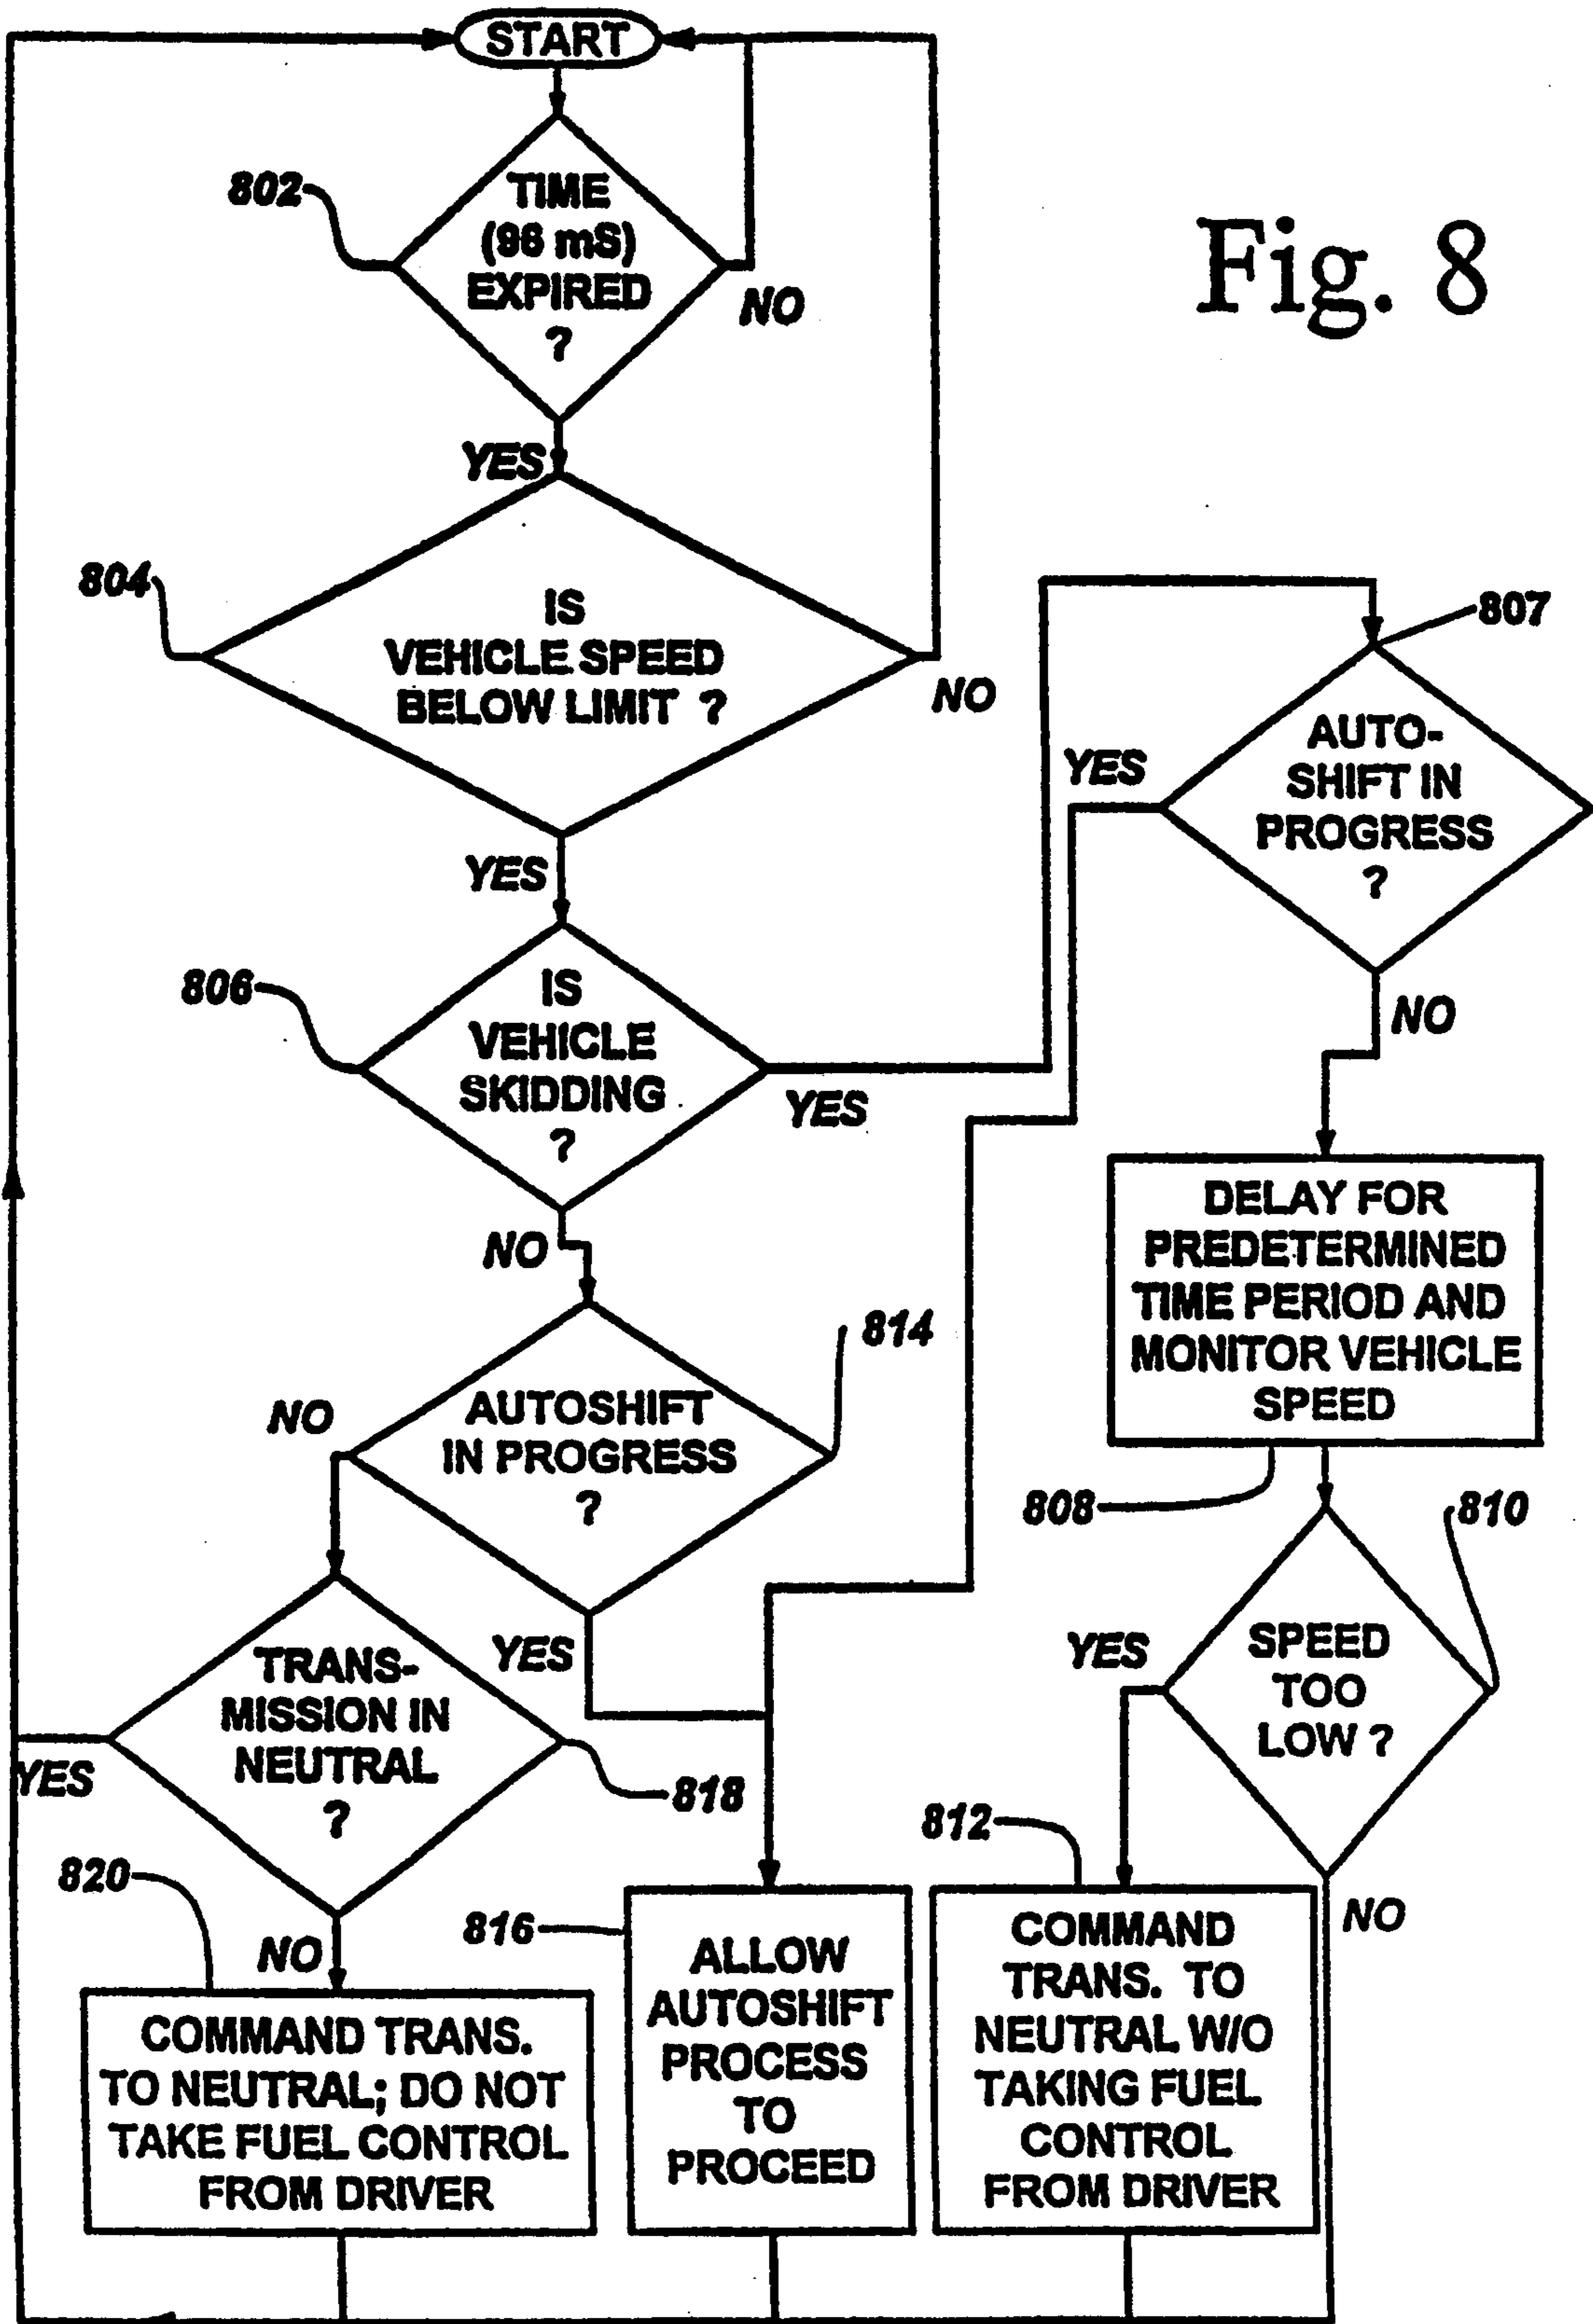 START
802
TIME
(96 mS)
EXPIRED
?
NO
Fig. 8
YES
804
IS
VEHICLE SPEED
BELOW LIMIT ?
NO
807
AUTO-
SHIFT IN
PROGRESS
?
YES
NO
YES
806
IS
VEHICLE
SKIDDING
?
YES
NO
DELAY FOR
PREDETERMINED
TIME PERIOD AND
MONITOR VEHICLE
SPEED
808
814
AUTOSHIFT
IN PROGRESS
?
NO
YES
810
SPEED
TOO
LOW ?
YES
NO
TRANS-
MISSION IN
NEUTRAL
?
YES
818
NO
820
COMMAND TRANS.
TO NEUTRAL; DO NOT
TAKE FUEL CONTROL
FROM DRIVER
816
ALLOW
AUTOSHIFT
PROCESS
TO
PROCEED
812
COMMAND
TRANS. TO
NEUTRAL W/O
TAKING FUEL
CONTROL
FROM DRIVER